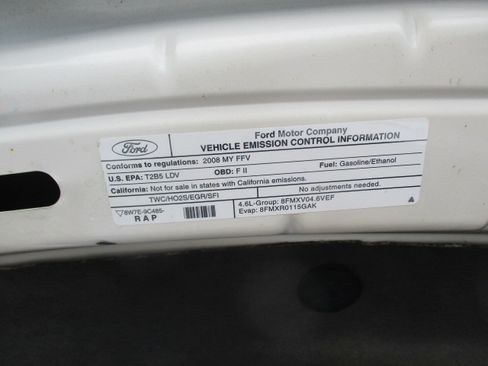 Ford
Ford Motor Company
VEHICLE EMISSION CONTROL INFORMATION
Conforms to regulations: 2008 MY FFV
Fuel: Gasoline/Ethanol
U.S. EPA: T2B5 LDV
OBD: F II
California: Not for sale in states with California emissions.
TWC/HO2S/EGR/SFI
No adjustments needed.
8W7E-9C485-
R A P
4.6L-Group: 8FMXV04.6VEF
Evap: 8FMXR0115GAK